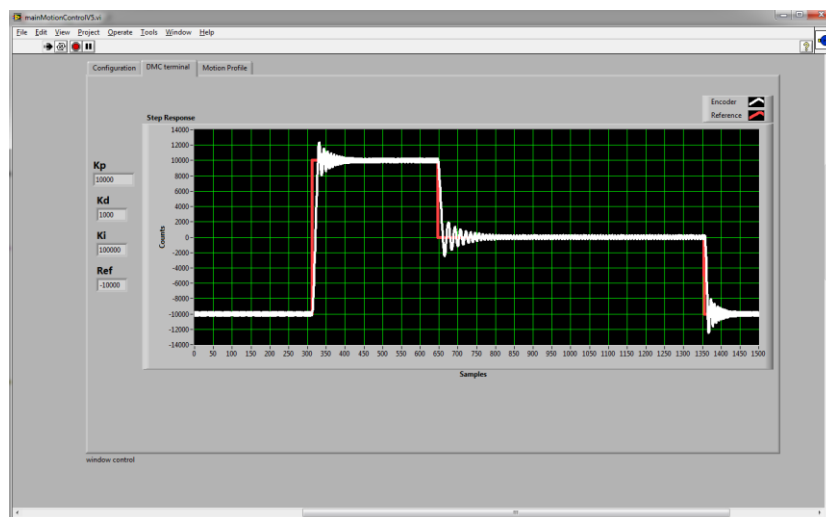 mainMotionControlV5.vi
File Edit View Project Operate Tools Window Help
Configuration DMC terminal Motion Profile
Encoder
Reference
Step Response
Kp
10000
Kd
1000
Ki
100000
Ref
-10000
14000
12000
10000
8000
6000
4000
2000
0
-2000
-4000
-6000
-8000
-10000
-12000
-14000
Counts
0 50 100 150 200 250 300 350 400 450 500 550 600 650 700 750 800 850 900 950 1000 1050 1100 1150 1200 1250 1300 1350 1400 1450 1500
Samples
window control